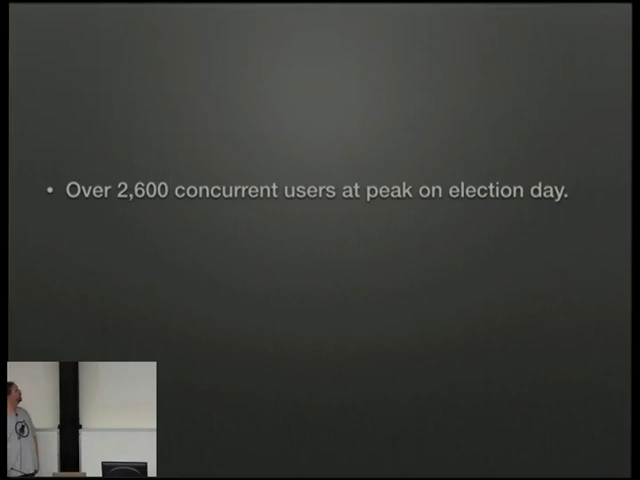 • Over 2,600 concurrent users at peak on election day.